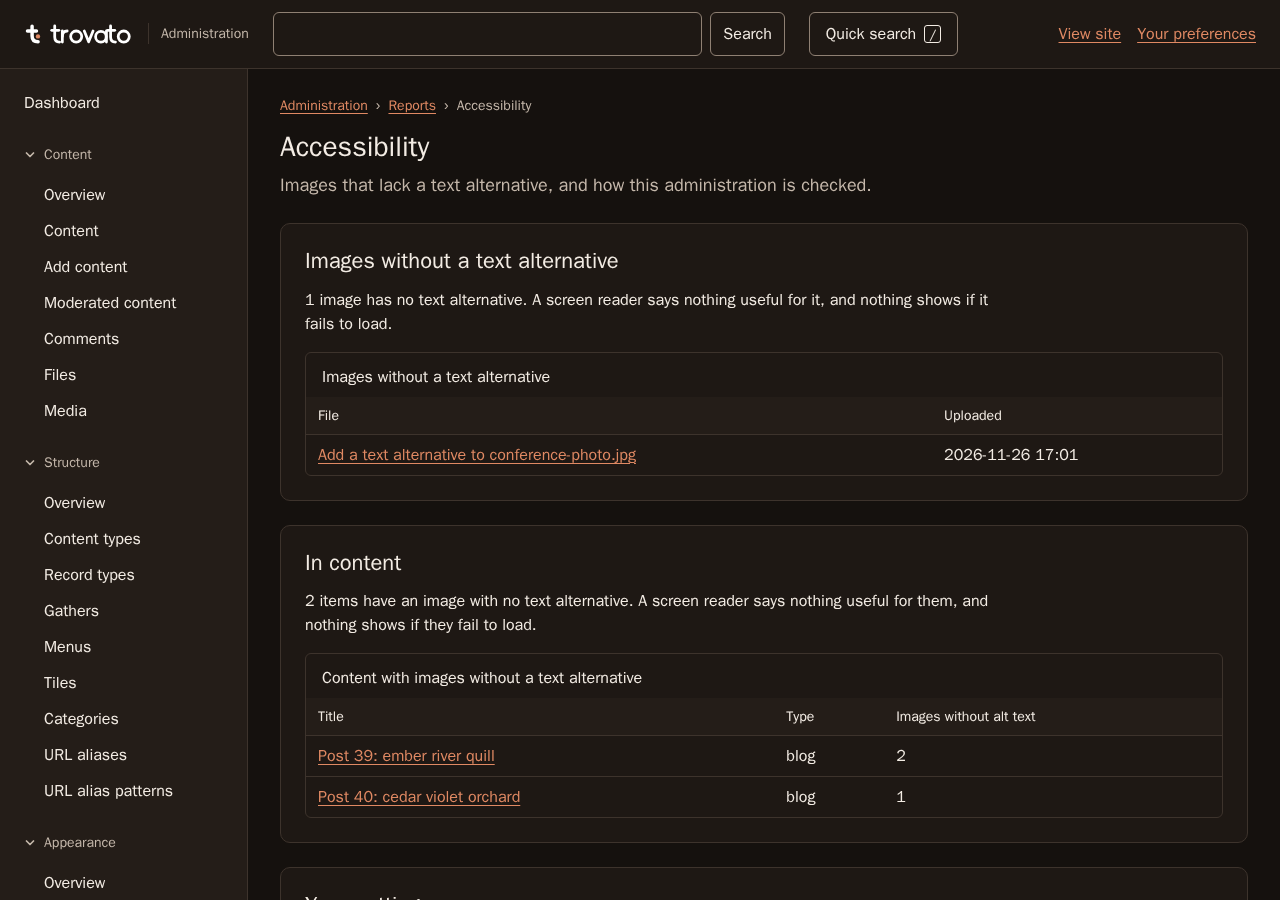 trovato
Administration
Search
Quick search /
View site
Your preferences
Dashboard
Content
Overview
Content
Add content
Moderated content
Comments
Files
Media
Structure
Overview
Content types
Record types
Gathers
Menus
Tiles
Categories
URL aliases
URL alias patterns
Appearance
Overview
Administration › Reports › Accessibility
Accessibility
Images that lack a text alternative, and how this administration is checked.
Images without a text alternative
1 image has no text alternative. A screen reader says nothing useful for it, and nothing shows if it
fails to load.
Images without a text alternative
File Uploaded
Add a text alternative to conference-photo.jpg 2026-11-26 17:01
In content
2 items have an image with no text alternative. A screen reader says nothing useful for them, and
nothing shows if they fail to load.
Content with images without a text alternative
Title Type Images without alt text
Post 39: ember river quill blog 2
Post 40: cedar violet orchard blog 1